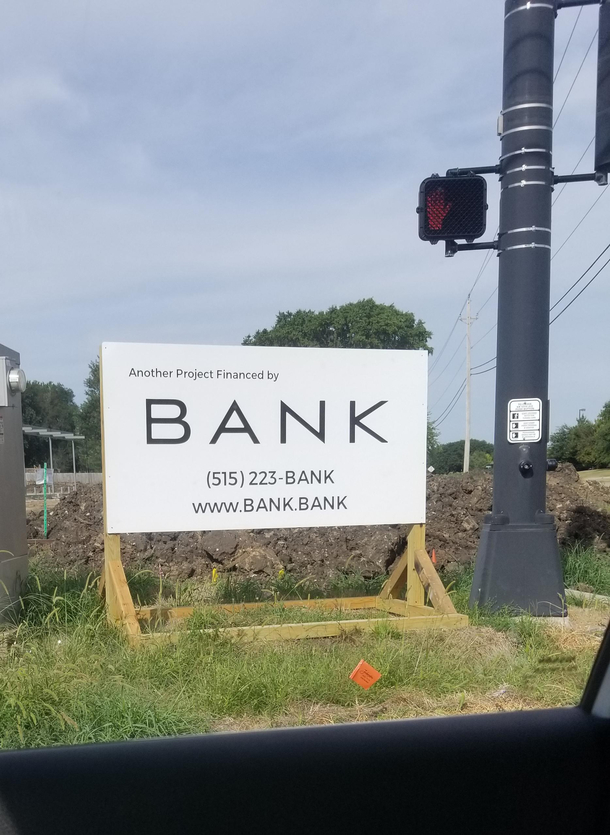 Another Project Financed by
BANK
(515) 223-BANK
www.BANK.BANK